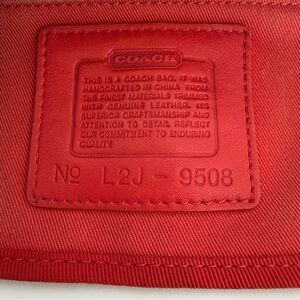 COACH
THIS IS A COACH BAG. IT WAS
HANDCRAFTED IN CHINA FROM
THE FINEST MATERIALS TRIMMED
WITH GENUINE LEATHER. ITS
SUPERIOR CRAFTSMANSHIP AND
ATTENTION TO DETAIL REFLECT
OUR COMMITMENT TO ENDURING
QUALITY.
Nº L2J - 9508